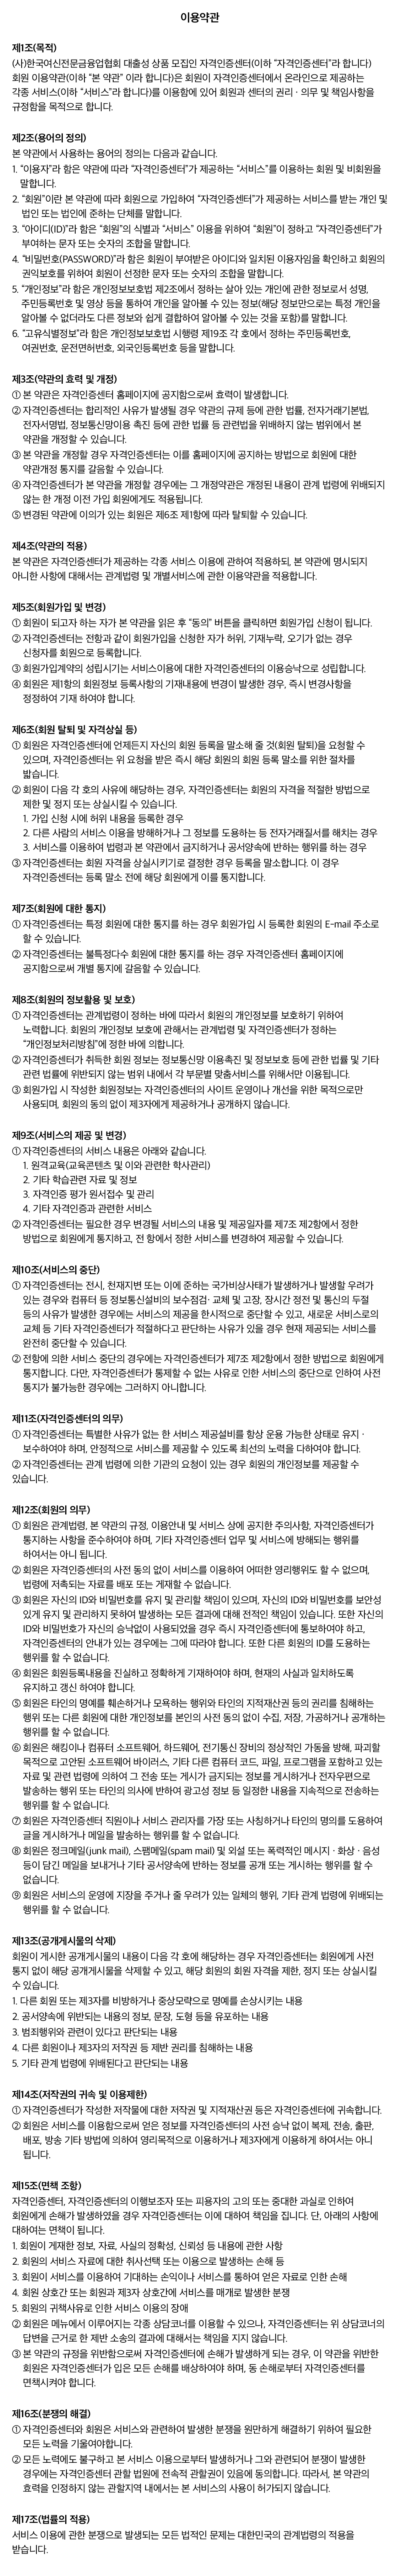 이용약관
제1조(목적)
(사)한국여신전문금융업협회 대출성 상품 모집인 자격인증센터(이하 “자격인증센터”라 합니다)
회원 이용약관(이하 “본 약관” 이라 합니다)은 회원이 자격인증센터에서 온라인으로 제공하는
각종 서비스(이하 “서비스”라 합니다)를 이용함에 있어 회원과 센터의 권리 · 의무 및 책임사항을
규정함을 목적으로 합니다.
제2조(용어의 정의)
본 약관에서 사용하는 용어의 정의는 다음과 같습니다.
1. “이용자”라 함은 약관에 따라 “자격인증센터”가 제공하는 “서비스”를 이용하는 회원 및 비회원을
말합니다.
2. “회원”이란 본 약관에 따라 회원으로 가입하여 “자격인증센터”가 제공하는 서비스를 받는 개인 및
법인 또는 법인에 준하는 단체를 말합니다.
3. “아이디(ID)”라 함은 “회원”의 식별과 “서비스” 이용을 위하여 “회원”이 정하고 “자격인증센터”가
부여하는 문자 또는 숫자의 조합을 말합니다.
4. “비밀번호(PASSWORD)”라 함은 회원이 부여받은 아이디와 일치된 이용자임을 확인하고 회원의
권익보호를 위하여 회원이 선정한 문자 또는 숫자의 조합을 말합니다.
5. “개인정보”라 함은 개인정보보호법 제2조에서 정하는 살아 있는 개인에 관한 정보로서 성명,
주민등록번호 및 영상 등을 통하여 개인을 알아볼 수 있는 정보(해당 정보만으로는 특정 개인을
알아볼 수 없더라도 다른 정보와 쉽게 결합하여 알아볼 수 있는 것을 포함)를 말합니다.
6. “고유식별정보”라 함은 개인정보보호법 시행령 제19조 각 호에서 정하는 주민등록번호,
여권번호, 운전면허번호, 외국인등록번호 등을 말합니다.
제3조(약관의 효력 및 개정)
① 본 약관은 자격인증센터 홈페이지에 공지함으로써 효력이 발생합니다.
② 자격인증센터는 합리적인 사유가 발생될 경우 약관의 규제 등에 관한 법률, 전자거래기본법,
전자서명법, 정보통신망이용 촉진 등에 관한 법률 등 관련법을 위배하지 않는 범위에서 본
약관을 개정할 수 있습니다.
③ 본 약관을 개정할 경우 자격인증센터는 이를 홈페이지에 공지하는 방법으로 회원에 대한
약관개정 통지를 갈음할 수 있습니다.
④ 자격인증센터가 본 약관을 개정할 경우에는 그 개정약관은 개정된 내용이 관계 법령에 위배되지
않는 한 개정 이전 가입 회원에게도 적용됩니다.
⑤ 변경된 약관에 이의가 있는 회원은 제6조 제1항에 따라 탈퇴할 수 있습니다.
제4조(약관의 적용)
본 약관은 자격인증센터가 제공하는 각종 서비스 이용에 관하여 적용하되, 본 약관에 명시되지
아니한 사항에 대해서는 관계법령 및 개별서비스에 관한 이용약관을 적용합니다.
제5조(회원가입 및 변경)
① 회원이 되고자 하는 자가 본 약관을 읽은 후 “동의” 버튼을 클릭하면 회원가입 신청이 됩니다.
② 자격인증센터는 전항과 같이 회원가입을 신청한 자가 허위, 기재누락, 오기가 없는 경우
신청자를 회원으로 등록합니다.
③ 회원가입계약의 성립시기는 서비스이용에 대한 자격인증센터의 이용승낙으로 성립합니다.
④ 회원은 제1항의 회원정보 등록사항의 기재내용에 변경이 발생한 경우, 즉시 변경사항을
정정하여 기재 하여야 합니다.
제6조(회원 탈퇴 및 자격상실 등)
① 회원은 자격인증센터에 언제든지 자신의 회원 등록을 말소해 줄 것(회원 탈퇴)을 요청할 수
있으며, 자격인증센터는 위 요청을 받은 즉시 해당 회원의 회원 등록 말소를 위한 절차를
밟습니다.
② 회원이 다음 각 호의 사유에 해당하는 경우, 자격인증센터는 회원의 자격을 적절한 방법으로
제한 및 정지 또는 상실시킬 수 있습니다.
1. 가입 신청 시에 허위 내용을 등록한 경우
2. 다른 사람의 서비스 이용을 방해하거나 그 정보를 도용하는 등 전자거래질서를 해치는 경우
3. 서비스를 이용하여 법령과 본 약관에서 금지하거나 공서양속에 반하는 행위를 하는 경우
③ 자격인증센터는 회원 자격을 상실시키기로 결정한 경우 등록을 말소합니다. 이 경우
자격인증센터는 등록 말소 전에 해당 회원에게 이를 통지합니다.
제7조(회원에 대한 통지)
① 자격인증센터는 특정 회원에 대한 통지를 하는 경우 회원가입 시 등록한 회원의 E-mail 주소로
할 수 있습니다.
② 자격인증센터는 불특정다수 회원에 대한 통지를 하는 경우 자격인증센터 홈페이지에
공지함으로써 개별 통지에 갈음할 수 있습니다.
제8조(회원의 정보활용 및 보호)
① 자격인증센터는 관계법령이 정하는 바에 따라서 회원의 개인정보를 보호하기 위하여
노력합니다. 회원의 개인정보 보호에 관해서는 관계법령 및 자격인증센터가 정하는
“개인정보처리방침”에 정한 바에 의합니다.
② 자격인증센터가 취득한 회원 정보는 정보통신망 이용촉진 및 정보보호 등에 관한 법률 및 기타
관련 법률에 위반되지 않는 범위 내에서 각 부문별 맞춤서비스를 위해서만 이용됩니다.
③ 회원가입 시 작성한 회원정보는 자격인증센터의 사이트 운영이나 개선을 위한 목적으로만
사용되며, 회원의 동의 없이 제3자에게 제공하거나 공개하지 않습니다.
제9조(서비스의 제공 및 변경)
① 자격인증센터의 서비스 내용은 아래와 같습니다.
1. 원격교육(교육콘텐츠 및 이와 관련한 학사관리)
2. 기타 학습관련 자료 및 정보
3. 자격인증 평가 원서접수 및 관리
4. 기타 자격인증과 관련한 서비스
② 자격인증센터는 필요한 경우 변경될 서비스의 내용 및 제공일자를 제7조 제2항에서 정한
방법으로 회원에게 통지하고, 전 항에서 정한 서비스를 변경하여 제공할 수 있습니다.
제10조(서비스의 중단)
① 자격인증센터는 전시, 천재지변 또는 이에 준하는 국가비상사태가 발생하거나 발생할 우려가
있는 경우와 컴퓨터 등 정보통신설비의 보수점검· 교체 및 고장, 장시간 정전 및 통신의 두절
등의 사유가 발생한 경우에는 서비스의 제공을 한시적으로 중단할 수 있고, 새로운 서비스로의
교체 등 기타 자격인증센터가 적절하다고 판단하는 사유가 있을 경우 현재 제공되는 서비스를
완전히 중단할 수 있습니다.
② 전항에 의한 서비스 중단의 경우에는 자격인증센터가 제7조 제2항에서 정한 방법으로 회원에게
통지합니다. 다만, 자격인증센터가 통제할 수 없는 사유로 인한 서비스의 중단으로 인하여 사전
통지가 불가능한 경우에는 그러하지 아니합니다.
제11조(자격인증센터의 의무)
① 자격인증센터는 특별한 사유가 없는 한 서비스 제공설비를 항상 운용 가능한 상태로 유지 ·
보수하여야 하며, 안정적으로 서비스를 제공할 수 있도록 최선의 노력을 다하여야 합니다.
② 자격인증센터는 관계 법령에 의한 기관의 요청이 있는 경우 회원의 개인정보를 제공할 수
있습니다.
제12조(회원의 의무)
① 회원은 관계법령, 본 약관의 규정, 이용안내 및 서비스 상에 공지한 주의사항, 자격인증센터가
통지하는 사항을 준수하여야 하며, 기타 자격인증센터 업무 및 서비스에 방해되는 행위를
하여서는 아니 됩니다.
② 회원은 자격인증센터의 사전 동의 없이 서비스를 이용하여 어떠한 영리행위도 할 수 없으며,
법령에 저촉되는 자료를 배포 또는 게재할 수 없습니다.
③ 회원은 자신의 ID와 비밀번호를 유지 및 관리할 책임이 있으며, 자신의 ID와 비밀번호를 보안성
있게 유지 및 관리하지 못하여 발생하는 모든 결과에 대해 전적인 책임이 있습니다. 또한 자신의
ID와 비밀번호가 자신의 승낙없이 사용되었을 경우 즉시 자격인증센터에 통보하여야 하고,
자격인증센터의 안내가 있는 경우에는 그에 따라야 합니다. 또한 다른 회원의 ID를 도용하는
행위를 할 수 없습니다.
④ 회원은 회원등록내용을 진실하고 정확하게 기재하여야 하며, 현재의 사실과 일치하도록
유지하고 갱신 하여야 합니다.
⑤ 회원은 타인의 명예를 훼손하거나 모욕하는 행위와 타인의 지적재산권 등의 권리를 침해하는
행위 또는 다른 회원에 대한 개인정보를 본인의 사전 동의 없이 수집, 저장, 가공하거나 공개하는
행위를 할 수 없습니다.
⑥ 회원은 해킹이나 컴퓨터 소프트웨어, 하드웨어, 전기통신 장비의 정상적인 가동을 방해, 파괴할
목적으로 고안된 소프트웨어 바이러스, 기타 다른 컴퓨터 코드, 파일, 프로그램을 포함하고 있는
자료 및 관련 법령에 의하여 그 전송 또는 게시가 금지되는 정보를 게시하거나 전자우편으로
발송하는 행위 또는 타인의 의사에 반하여 광고성 정보 등 일정한 내용을 지속적으로 전송하는
행위를 할 수 없습니다.
⑦ 회원은 자격인증센터 직원이나 서비스 관리자를 가장 또는 사칭하거나 타인의 명의를 도용하여
글을 게시하거나 메일을 발송하는 행위를 할 수 없습니다.
⑧ 회원은 정크메일(junk mail), 스팸메일(spam mail) 및 외설 또는 폭력적인 메시지 · 화상 · 음성
등이 담긴 메일을 보내거나 기타 공서양속에 반하는 정보를 공개 또는 게시하는 행위를 할 수
없습니다.
⑨ 회원은 서비스의 운영에 지장을 주거나 줄 우려가 있는 일체의 행위, 기타 관계 법령에 위배되는
행위를 할 수 없습니다.
제13조(공개게시물의 삭제)
회원이 게시한 공개게시물의 내용이 다음 각 호에 해당하는 경우 자격인증센터는 회원에게 사전
통지 없이 해당 공개게시물을 삭제할 수 있고, 해당 회원의 회원 자격을 제한, 정지 또는 상실시킬
수 있습니다.
1. 다른 회원 또는 제3자를 비방하거나 중상모략으로 명예를 손상시키는 내용
2. 공서양속에 위반되는 내용의 정보, 문장, 도형 등을 유포하는 내용
3. 범죄행위와 관련이 있다고 판단되는 내용
4. 다른 회원이나 제3자의 저작권 등 제반 권리를 침해하는 내용
5. 기타 관계 법령에 위배된다고 판단되는 내용
제14조(저작권의 귀속 및 이용제한)
① 자격인증센터가 작성한 저작물에 대한 저작권 및 지적재산권 등은 자격인증센터에 귀속합니다.
② 회원은 서비스를 이용함으로써 얻은 정보를 자격인증센터의 사전 승낙 없이 복제, 전송, 출판,
배포, 방송 기타 방법에 의하여 영리목적으로 이용하거나 제3자에게 이용하게 하여서는 아니
됩니다.
제15조(면책 조항)
자격인증센터, 자격인증센터의 이행보조자 또는 피용자의 고의 또는 중대한 과실로 인하여
회원에게 손해가 발생하였을 경우 자격인증센터는 이에 대하여 책임을 집니다. 단, 아래의 사항에
대하여는 면책이 됩니다.
1. 회원이 게재한 정보, 자료, 사실의 정확성, 신뢰성 등 내용에 관한 사항
2. 회원의 서비스 자료에 대한 취사선택 또는 이용으로 발생하는 손해 등
3. 회원이 서비스를 이용하여 기대하는 손익이나 서비스를 통하여 얻은 자료로 인한 손해
4. 회원 상호간 또는 회원과 제3자 상호간에 서비스를 매개로 발생한 분쟁
5. 회원의 귀책사유로 인한 서비스 이용의 장애
② 회원은 메뉴에서 이루어지는 각종 상담코너를 이용할 수 있으나, 자격인증센터는 위 상담코너의
답변을 근거로 한 제반 소송의 결과에 대해서는 책임을 지지 않습니다.
③ 본 약관의 규정을 위반함으로써 자격인증센터에 손해가 발생하게 되는 경우, 이 약관을 위반한
회원은 자격인증센터가 입은 모든 손해를 배상하여야 하며, 동 손해로부터 자격인증센터를
면책시켜야 합니다.
제16조(분쟁의 해결)
① 자격인증센터와 회원은 서비스와 관련하여 발생한 분쟁을 원만하게 해결하기 위하여 필요한
모든 노력을 기울여야합니다.
② 모든 노력에도 불구하고 본 서비스 이용으로부터 발생하거나 그와 관련되어 분쟁이 발생한
경우에는 자격인증센터 관할 법원에 전속적 관할권이 있음에 동의합니다. 따라서, 본 약관의
효력을 인정하지 않는 관할지역 내에서는 본 서비스의 사용이 허가되지 않습니다.
제17조(법률의 적용)
서비스 이용에 관한 분쟁으로 발생되는 모든 법적인 문제는 대한민국의 관계법령의 적용을
받습니다.